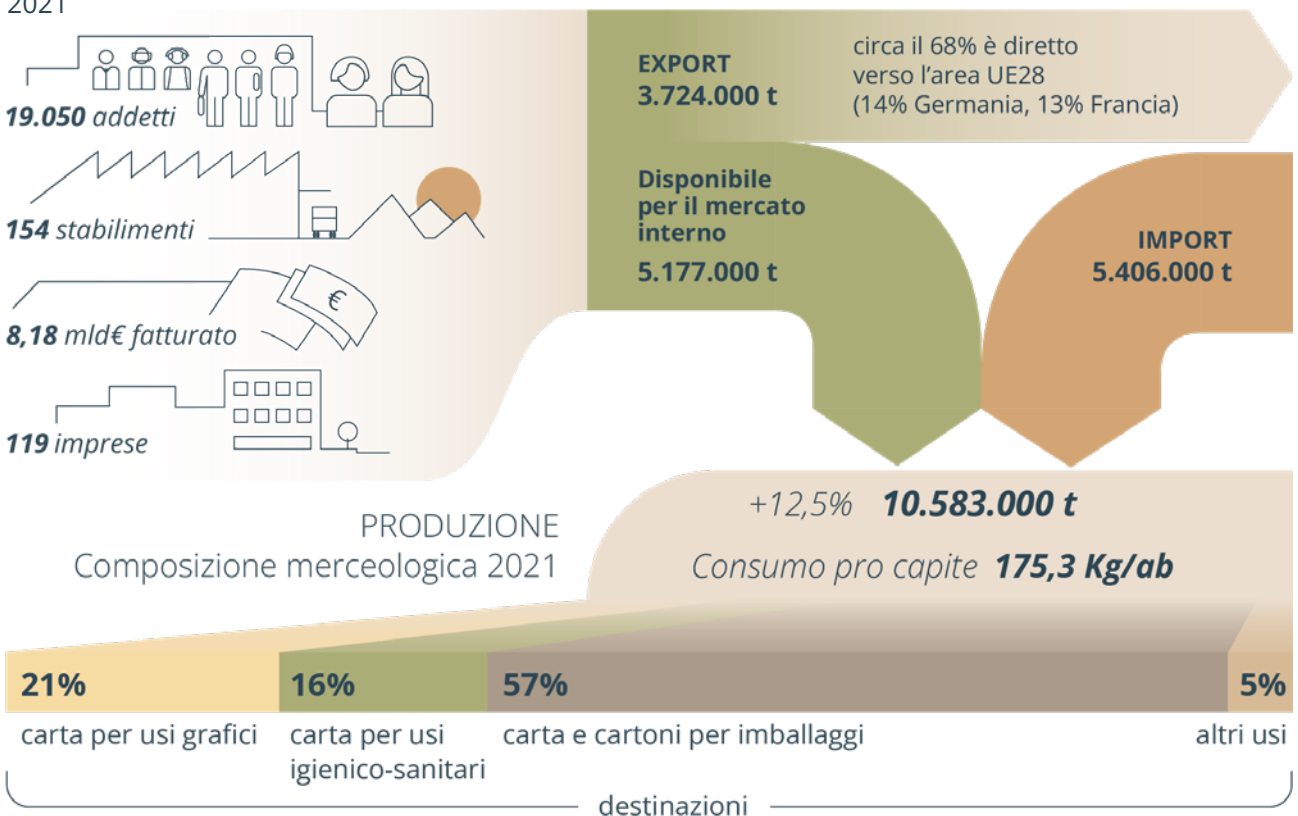 2021
19.050 addetti
154 stabilimenti
8,18 mld€ fatturato
€
119 imprese
EXPORT
3.724.000 t
circa il 68% è diretto
verso l'area UE28
(14% Germania, 13% Francia)
Disponibile
per il mercato
interno
5.177.000 t
IMPORT
5.406.000 t
+12,5% 10.583.000 t
Consumo pro capite 175,3 Kg/ab
PRODUZIONE
Composizione merceologica 2021
21%
carta per usi grafici
16%
carta per usi
igienico-sanitari
57%
carta e cartoni per imballaggi
5%
altri usi
destinazioni